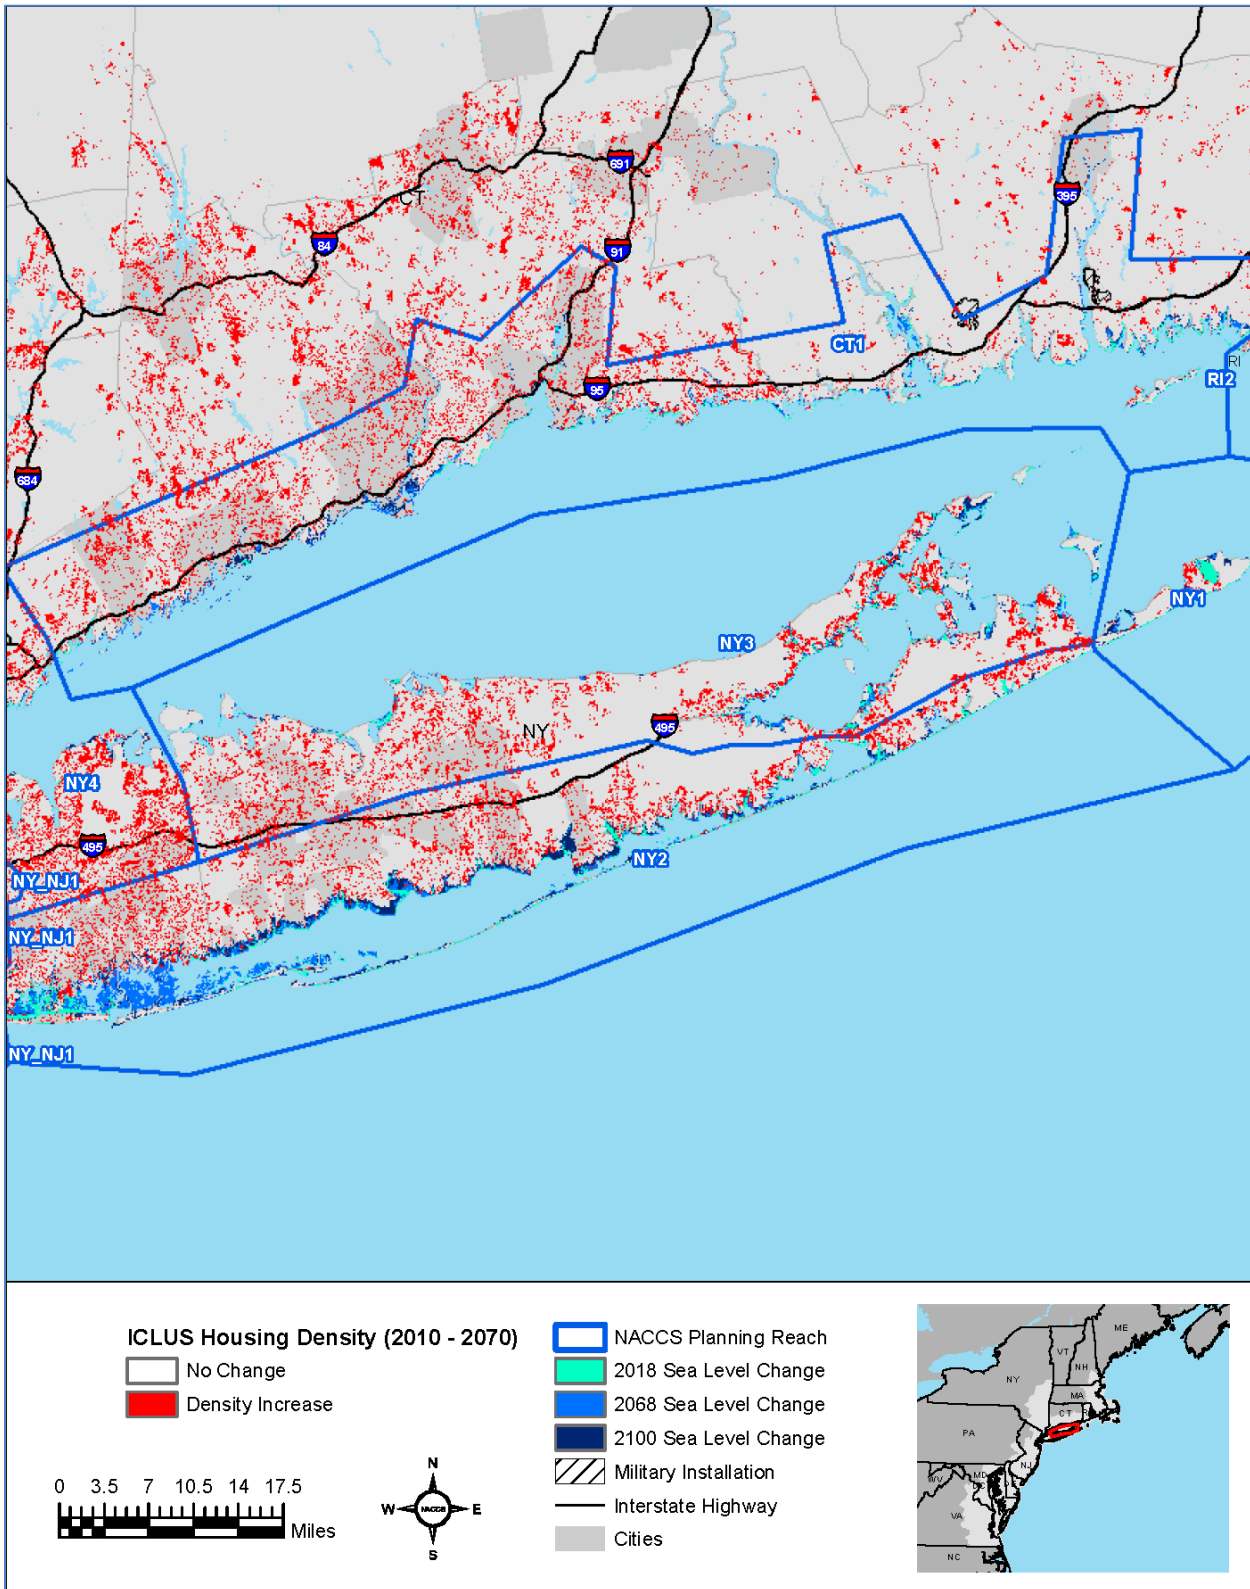 691
CT
395
84
91
CT1
RI
RI2
95
684
NY1
NY3
495
NY
NY4
495
NY2
NY_NJ1
NY_NJ1
NY_NJ1
ICLUS Housing Density (2010 - 2070)
No Change
Density Increase
0 3.5 7 10.5 14 17.5
Miles
N
W NACCS E
S
NACCS Planning Reach
2018 Sea Level Change
2068 Sea Level Change
2100 Sea Level Change
Military Installation
Interstate Highway
Cities
ME
VT
NH
NY
MA
CT
PA
NJ
MD
WV
VA
NC